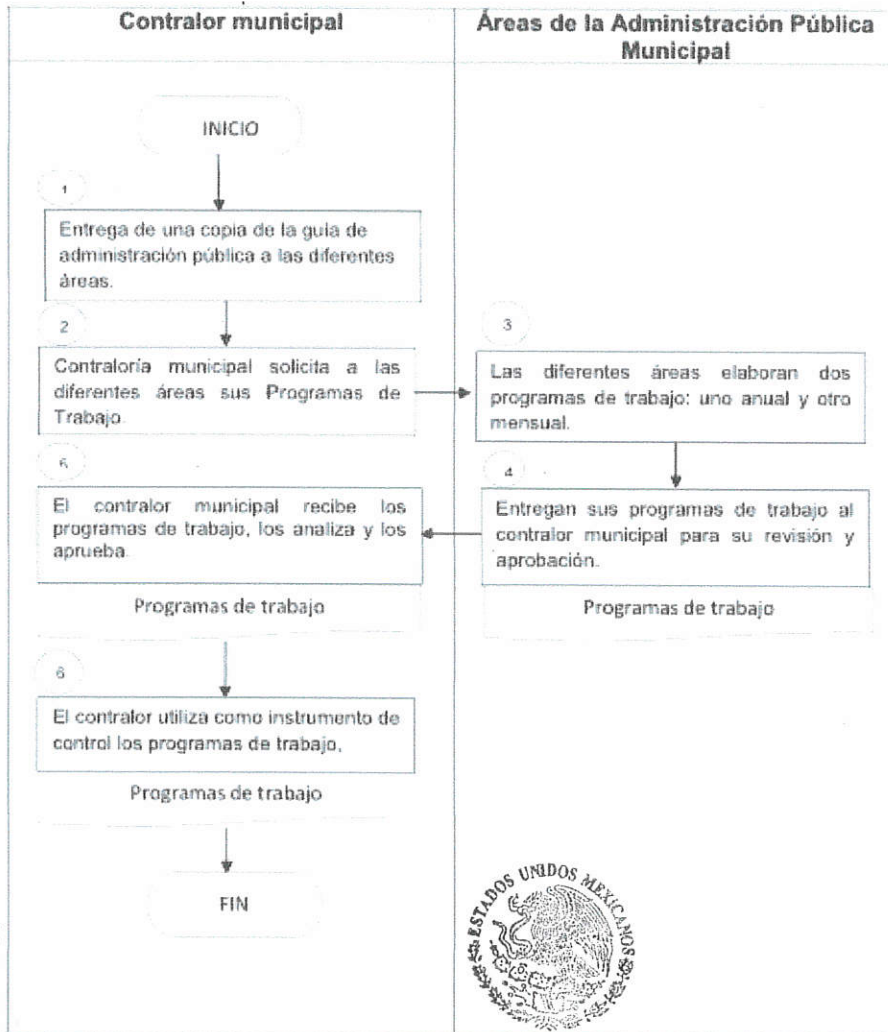 Contralor municipal
Áreas de la Administración Pública
Municipal
INICIO
1
Entrega de una copia de la guía de
administración pública a las diferentes
áreas.
2
Contraloría municipal solicita a las
diferentes áreas sus Programas de
Trabajo.
3
Las diferentes áreas elaboran dos
programas de trabajo: uno anual y otro
mensual.
4
Entregan sus programas de trabajo al
contralor municipal para su revisión y
aprobación.
Programas de trabajo
El contralor municipal recibe los
programas de trabajo, los analiza y los
aprueba.
Programas de trabajo
6
El contralor utiliza como instrumento de
control los programas de trabajo,
Programas de trabajo
FIN
ESTADOS UNIDOS MEXICANOS